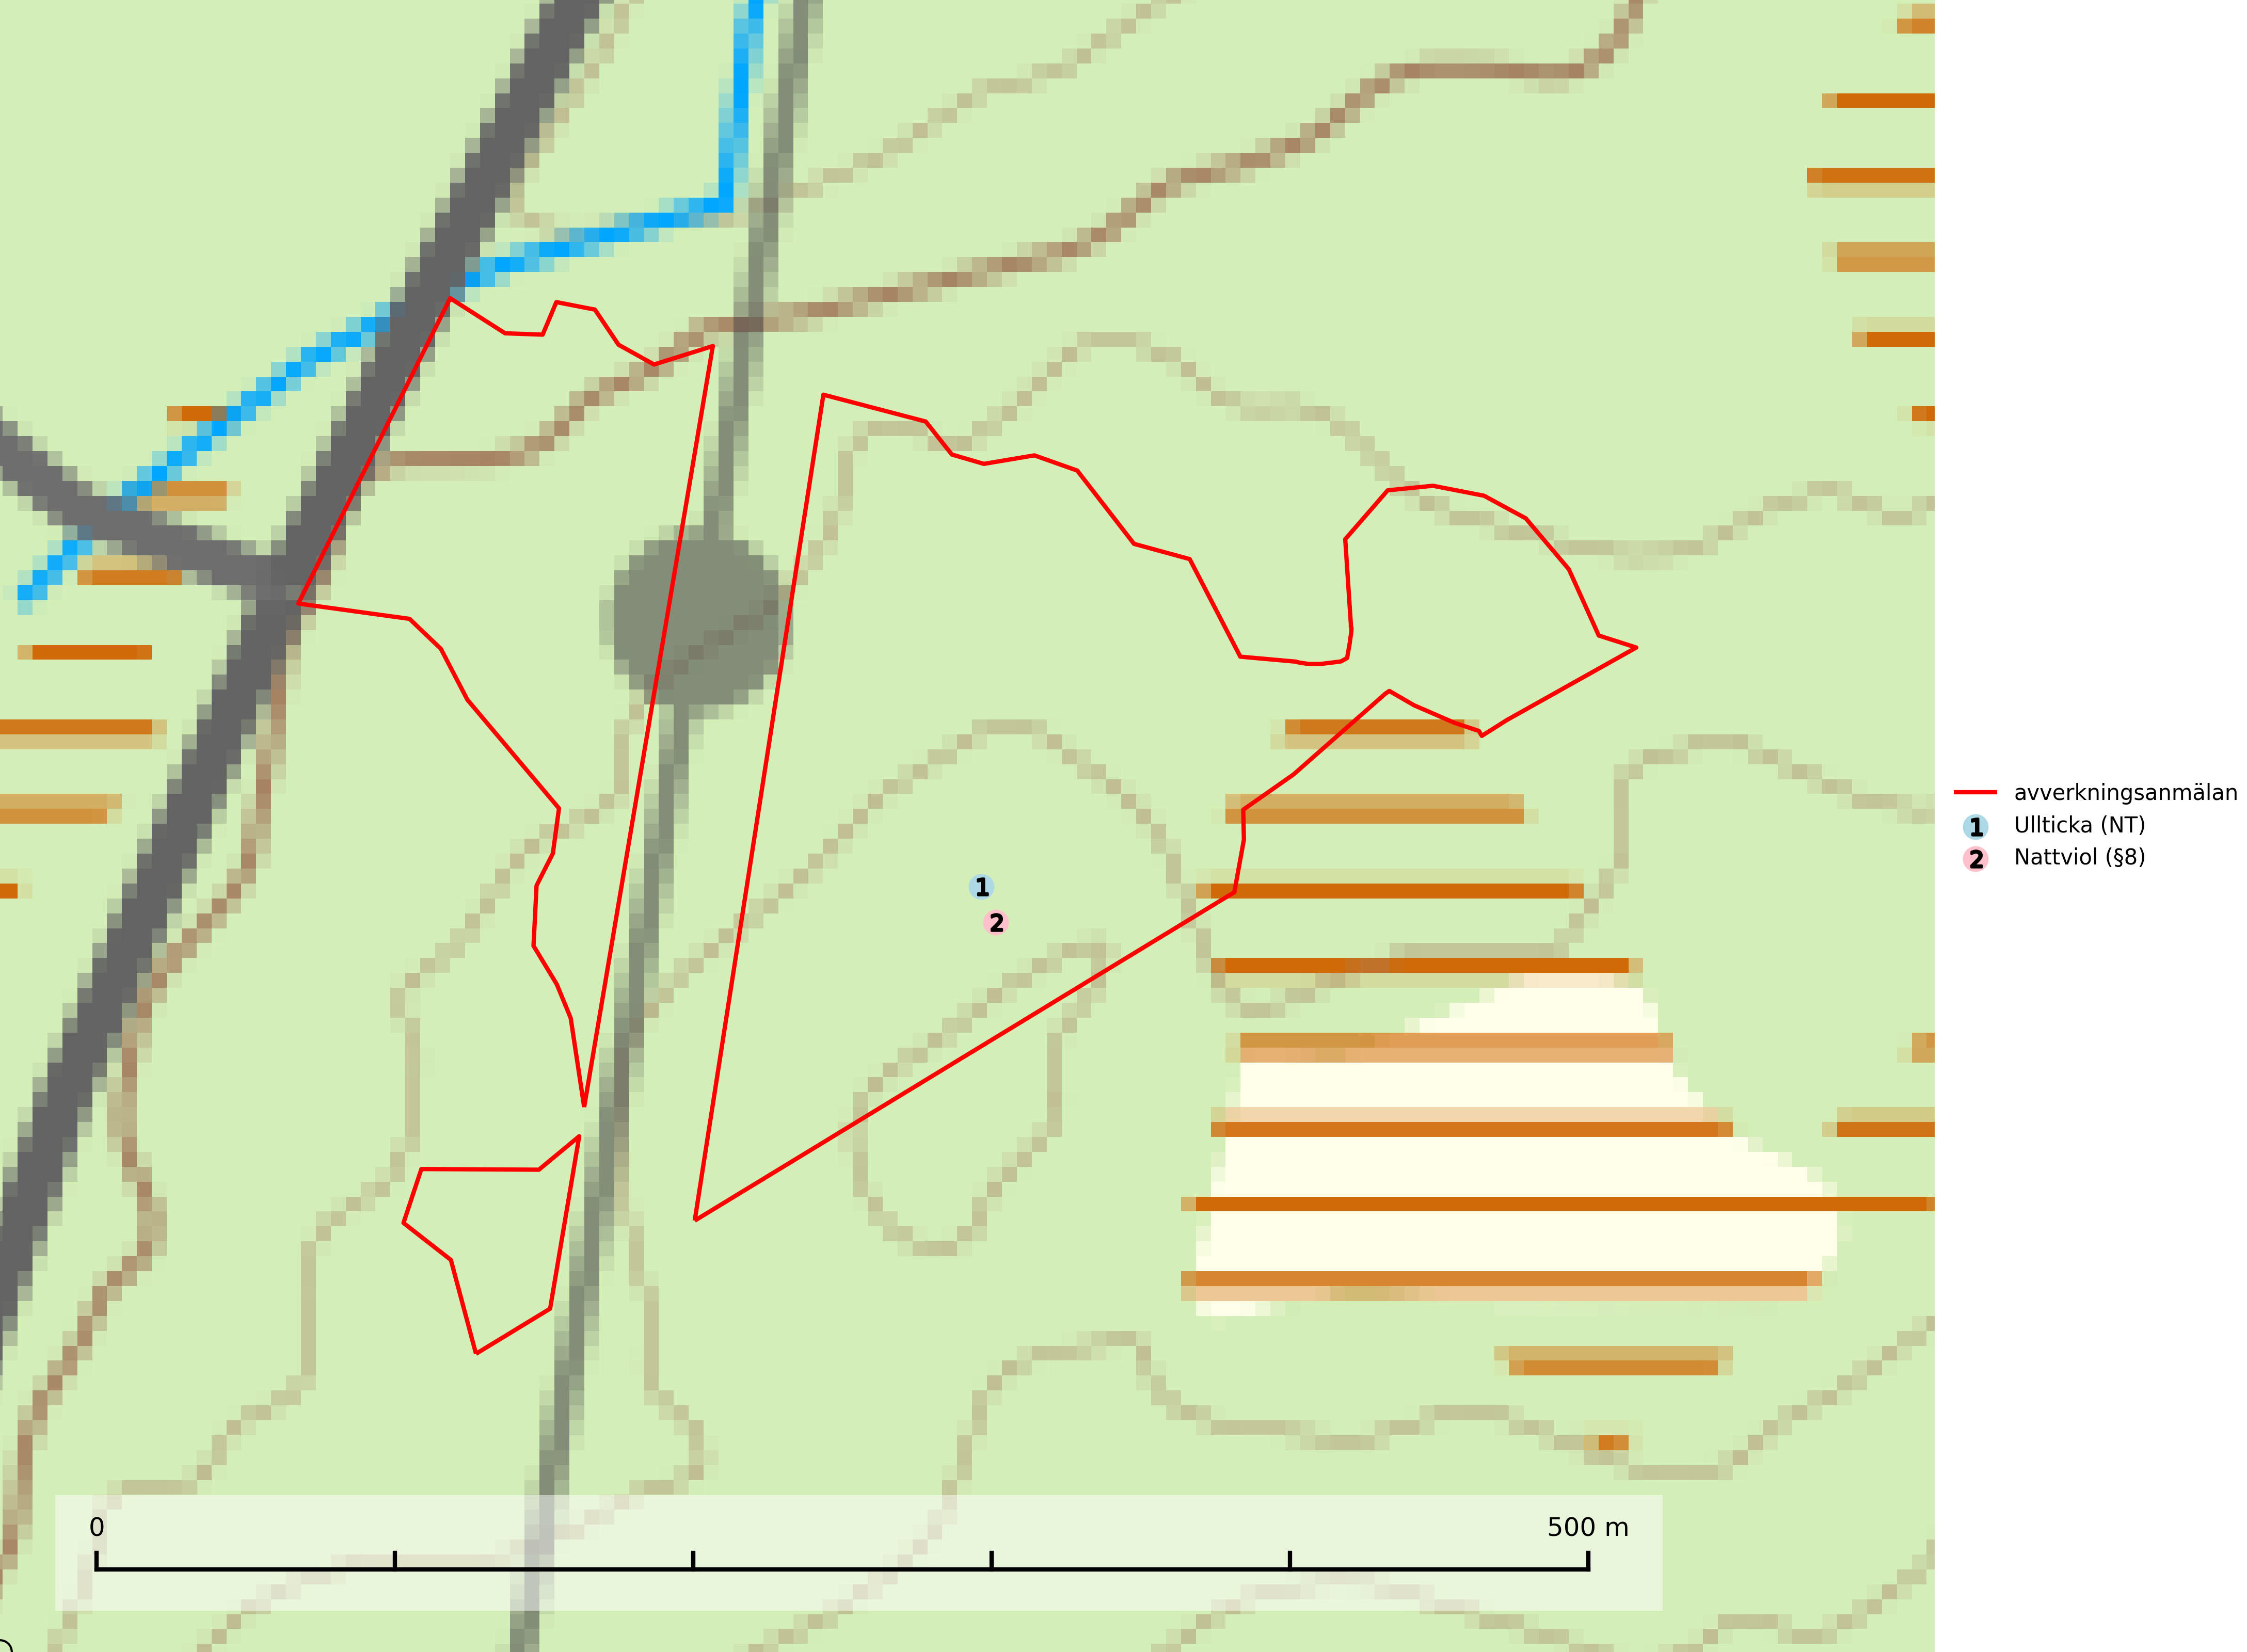 avverkningsanmälan
1 Ullticka (NT)
2 Nattviol (§8)
1
2
0 500 m